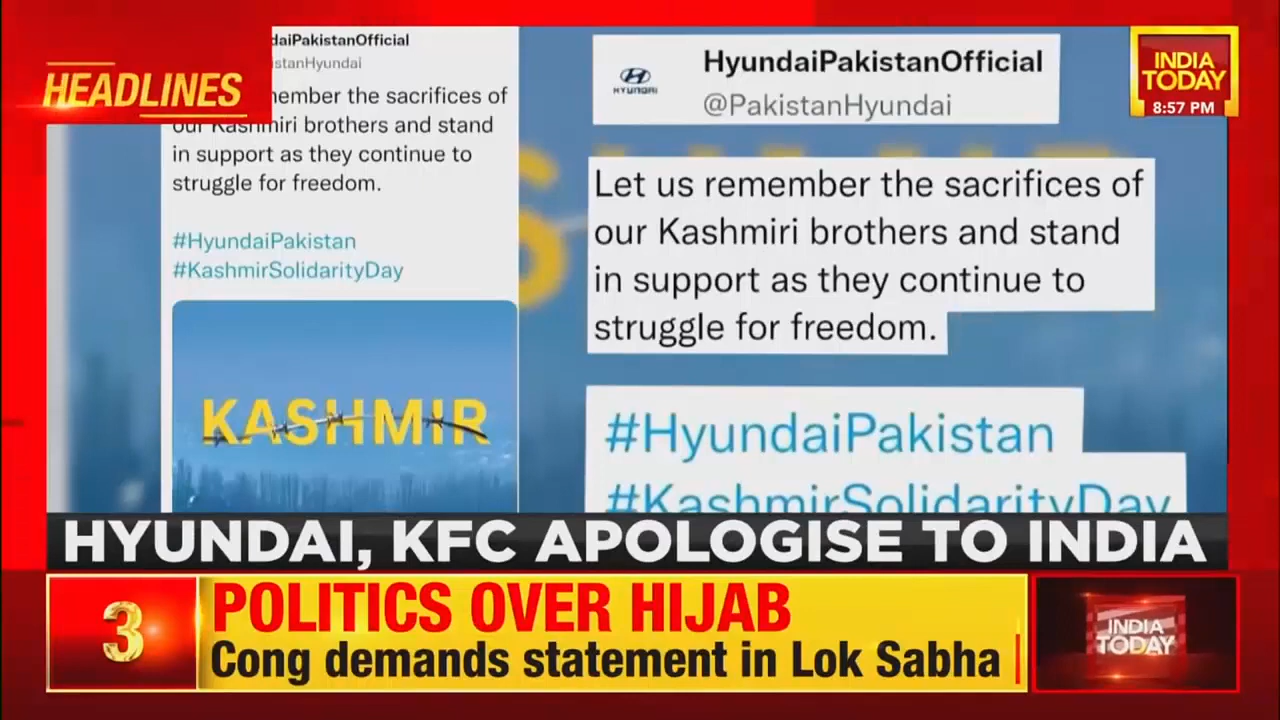 HEADLINES
daiPakistanOfficial
stanHyundai
member the sacrifices of
our Kashmiri brothers and stand
in support as they continue to
struggle for freedom.
#HyundaiPakistan
#KashmirSolidarityDay
KASHMIR
HYUNDAI
HyundaiPakistanOfficial
@PakistanHyundai
Let us remember the sacrifices of
our Kashmiri brothers and stand
in support as they continue to
struggle for freedom.
#HyundaiPakistan
#KashmirSolidarityDay
INDIA
TODAY
8:57 PM
HYUNDAI, KFC APOLOGISE TO INDIA
3
POLITICS OVER HIJAB
Cong demands statement in Lok Sabha
INDIA
TODAY